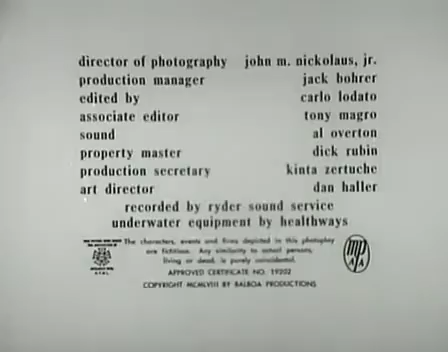 director of photography john m. nickolaus, jr.
production manager jack bohrer
edited by carlo lodato
associate editor tony magro
sound al overton
property master dick rubin
production secretary kinta zertuche
art director dan haller
recorded by ryder sound service
underwater equipment by healthways
The characters, events and firms depicted in this photoplay
are fictitious. Any similarity to actual persons,
living or dead, is purely coincidental.
APPROVED CERTIFICATE NO. 19202
COPYRIGHT MCMLVIII BY BALBOA PRODUCTIONS